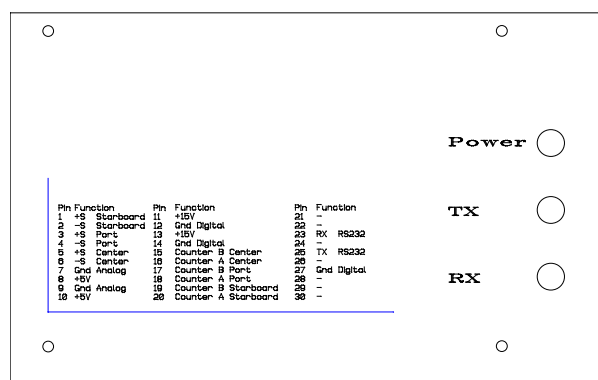 Power
TX
RX
Pin Function Pin Function Pin Function
1 +S Starboard 11 +15V 21 -
2 -S Starboard 12 Gnd Digital 22 -
3 +S Port 13 +15V 23 RX RS232
4 -S Port 14 Gnd Digital 24 -
5 +S Center 15 Counter B Center 25 TX RS232
6 -S Center 16 Counter A Center 26 -
7 Gnd Analog 17 Counter B Port 27 Gnd Digital
8 +5V 18 Counter A Port 28 -
9 Gnd Analog 19 Counter B Starboard 29 -
10 +5V 20 Counter A Starboard 30 -